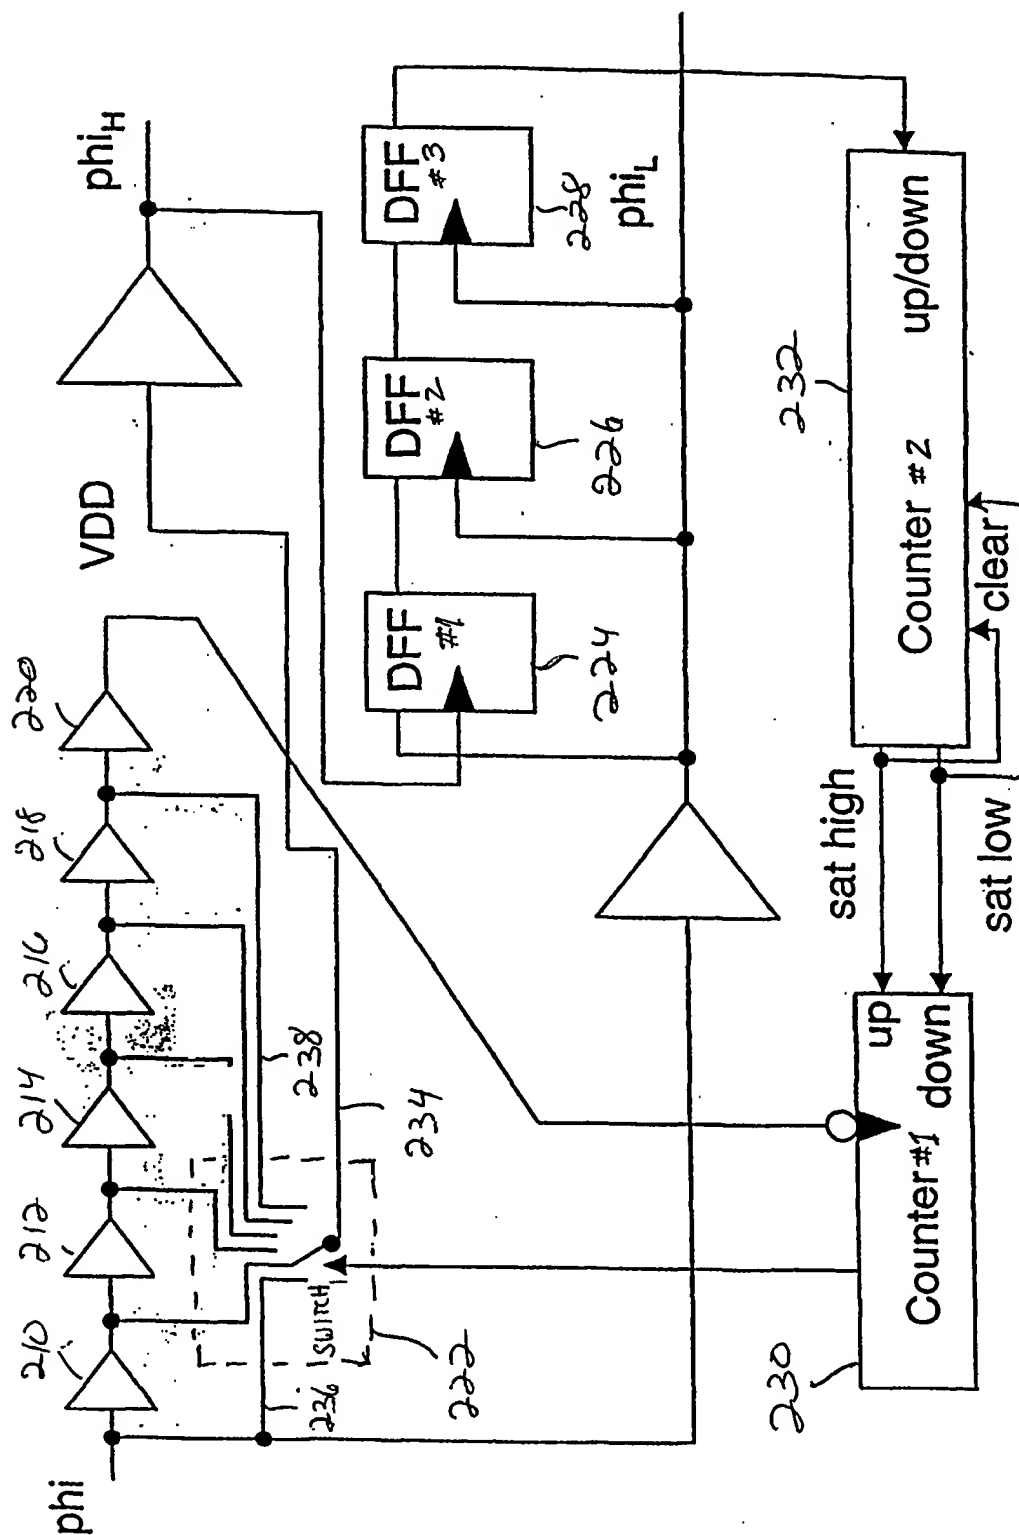 phi
210
212
214
216
218
220
VDD
phiH
SWITCH
236
222
238
234
DFF
#1
224
DFF
#2
226
DFF
#3
228
phiL
230
Counter#1
up
down
sat high
sat low
232
Counter #2
up/down
clear